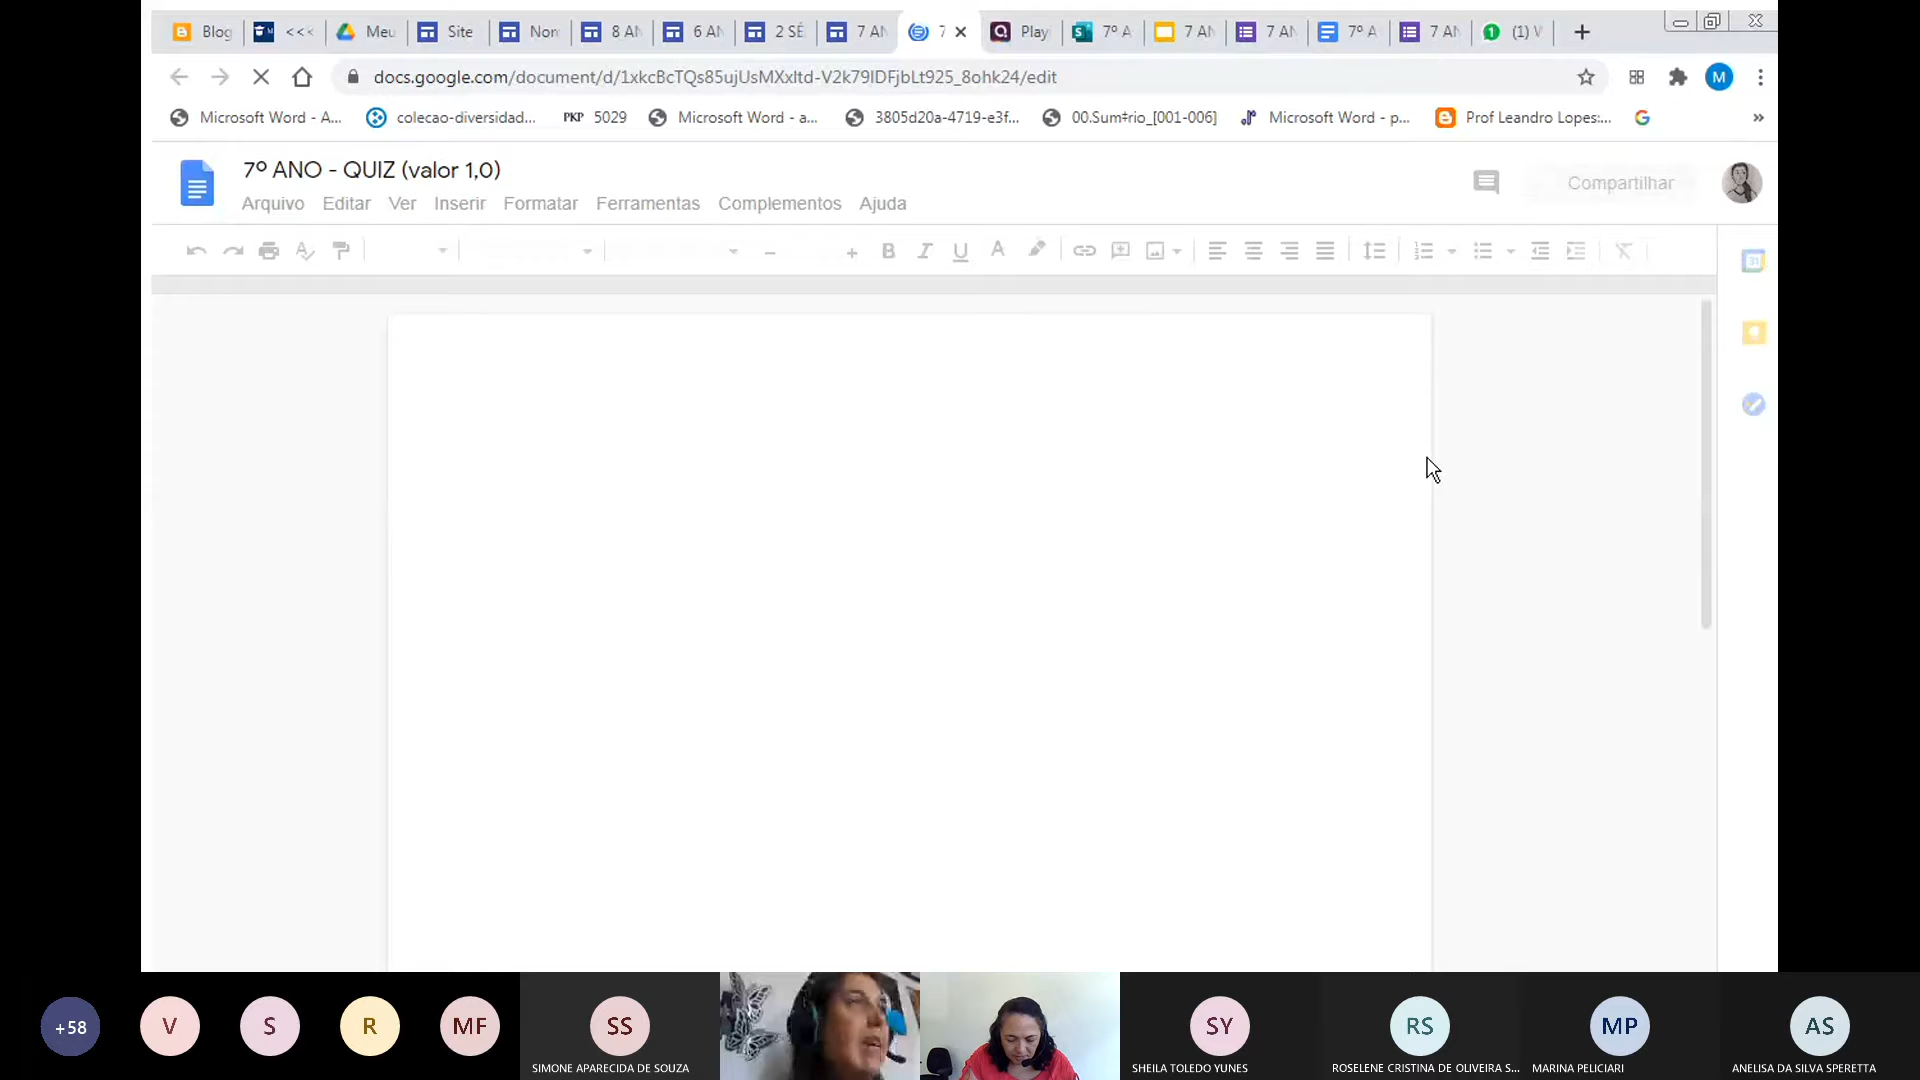 Blog
<<<
Meu
Site
Non
8 AN
6 AN
2 SÉ
7 AN
7
Play
7º A
7 AN
7 AN
7º A
7 AN
(1) V
docs.google.com/document/d/1xkcBcTQs85ujUsMXxltd-V2k79lDFjbLt925_8ohk24/edit
M
Microsoft Word - A...
colecao-diversidad...
PKP 5029
Microsoft Word - a...
3805d20a-4719-e3f...
00.Sum‡rio_[001-006]
Microsoft Word - p...
Prof Leandro Lopes:...
»
7º ANO - QUIZ (valor 1,0)
Compartilhar
Arquivo Editar Ver Inserir Formatar Ferramentas Complementos Ajuda
31
+58
V
S
R
MF
SS
SY
RS
MP
AS
SIMONE APARECIDA DE SOUZA
SHEILA TOLEDO YUNES
ROSELENE CRISTINA DE OLIVEIRA S...
MARINA PELICIARI
ANELISA DA SILVA SPERETTA